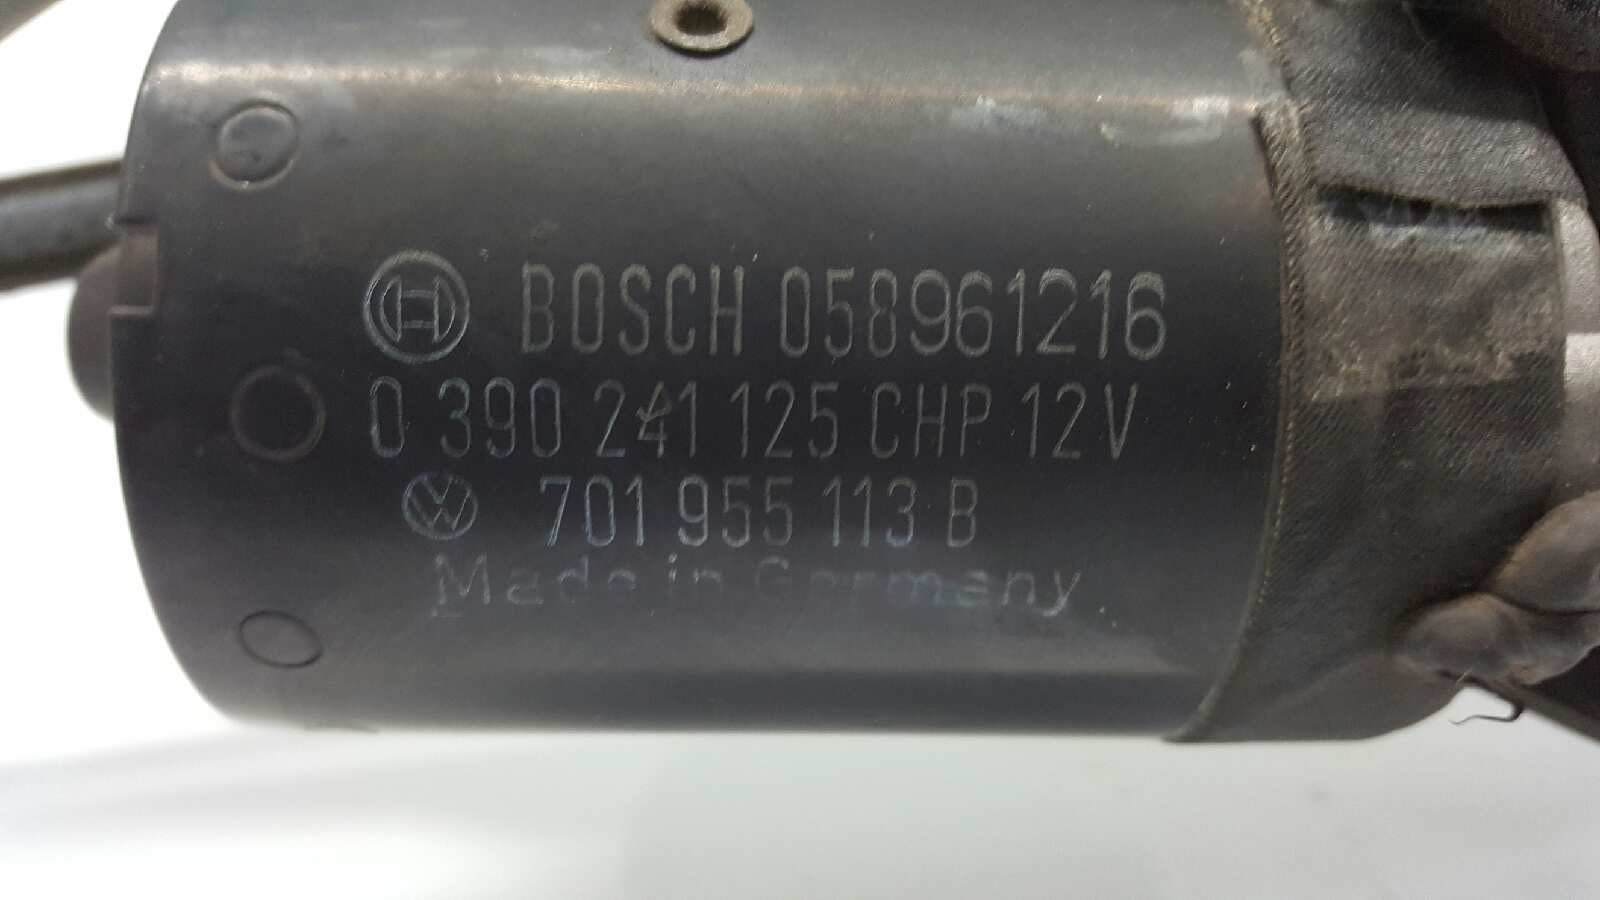 BOSCH 058961216
0 390 241 125 CHP 12V
701 955 113 B
Made in Germany